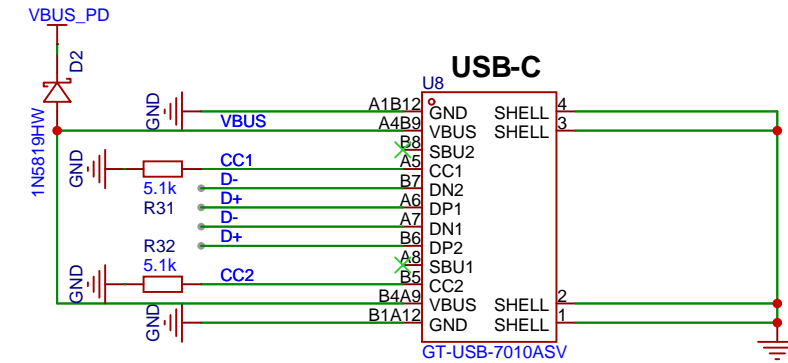 VBUS_PD
D2
1N5819HW
USB-C
U8
GND
A1B12
GND
SHELL
4
VBUS
A4B9
VBUS
SHELL
3
B8
SBU2
GND
CC1
A5
CC1
5.1k
R31
D-
B7
DN2
D+
A6
DP1
D-
A7
DN1
D+
B6
DP2
A8
SBU1
R32
5.1k
GND
CC2
B5
CC2
B4A9
VBUS
SHELL
2
GND
B1A12
GND
SHELL
1
GT-USB-7010ASV